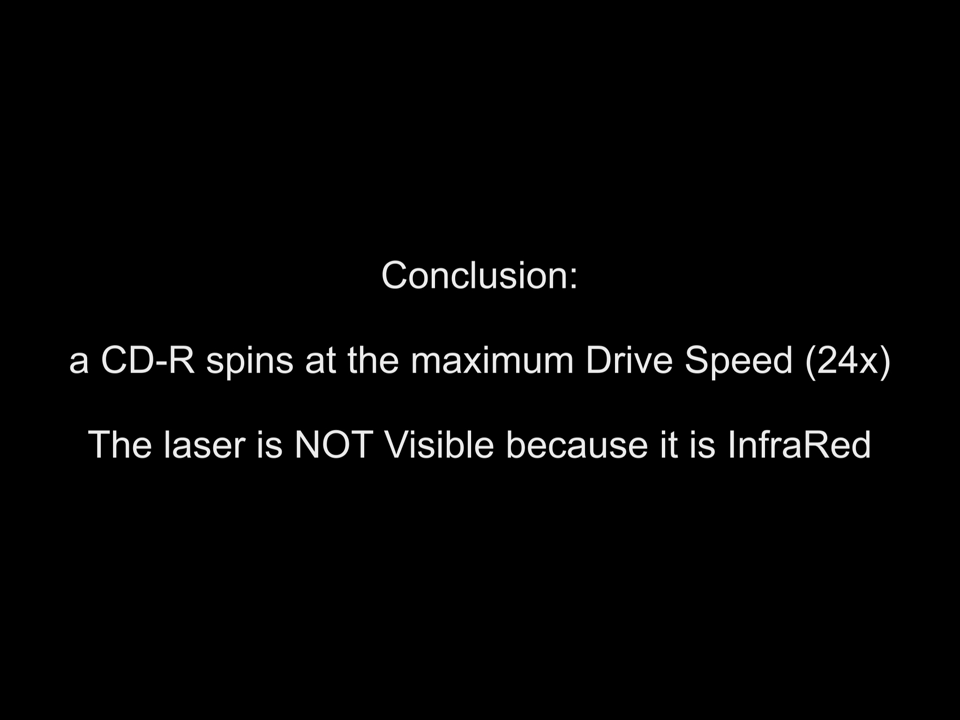 Conclusion:
a CD-R spins at the maximum Drive Speed (24x)
The laser is NOT Visible because it is InfraRed